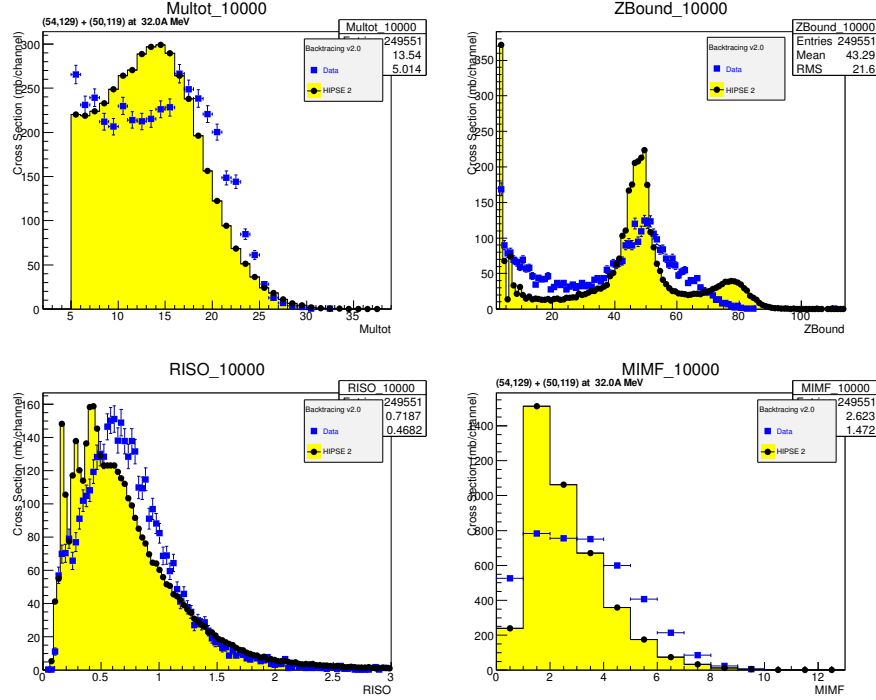 Multot_10000
(54,129) + (50,119) at 32.0A MeV
Multot_10000
249551
13.54
5.014
Backtracing v2.0
Data
HIPSE 2
Cross Section (mb/channel)
300
250
200
150
100
50
0
5 10 15 20 25 30 35
Multot
ZBound_10000
ZBound_10000
Entries 249551
Mean 43.29
RMS 21.6
Backtracing v2.0
Data
HIPSE 2
Cross Section (mb/channel)
350
300
250
200
150
100
50
0
20 40 60 80 100
ZBound
RISO_10000
RISO_10000
249551
0.7187
0.4682
Backtracing v2.0
Data
HIPSE 2
Cross Section (mb/channel)
160
140
120
100
80
60
40
20
0
0 0.5 1 1.5 2 2.5 3
RISO
MIMF_10000
(54,129) + (50,119) at 32.0A MeV
MIMF_10000
249551
2.623
1.472
Backtracing v2.0
Data
HIPSE 2
Cross Section (mb/channel)
1400
1200
1000
800
600
400
200
0
0 2 4 6 8 10 12
MIMF